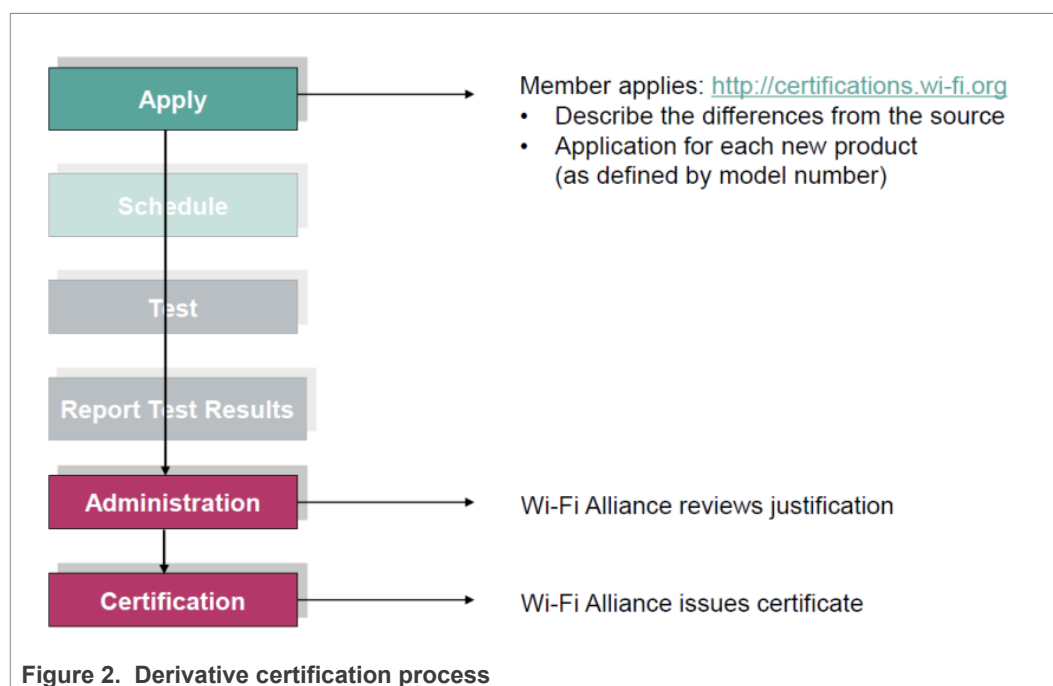 Apply
Member applies: http://certifications.wi-fi.org
• Describe the differences from the source
• Application for each new product
(as defined by model number)
Schedule
Test
Report Test Results
Administration
Wi-Fi Alliance reviews justification
Certification
Wi-Fi Alliance issues certificate
Figure 2. Derivative certification process